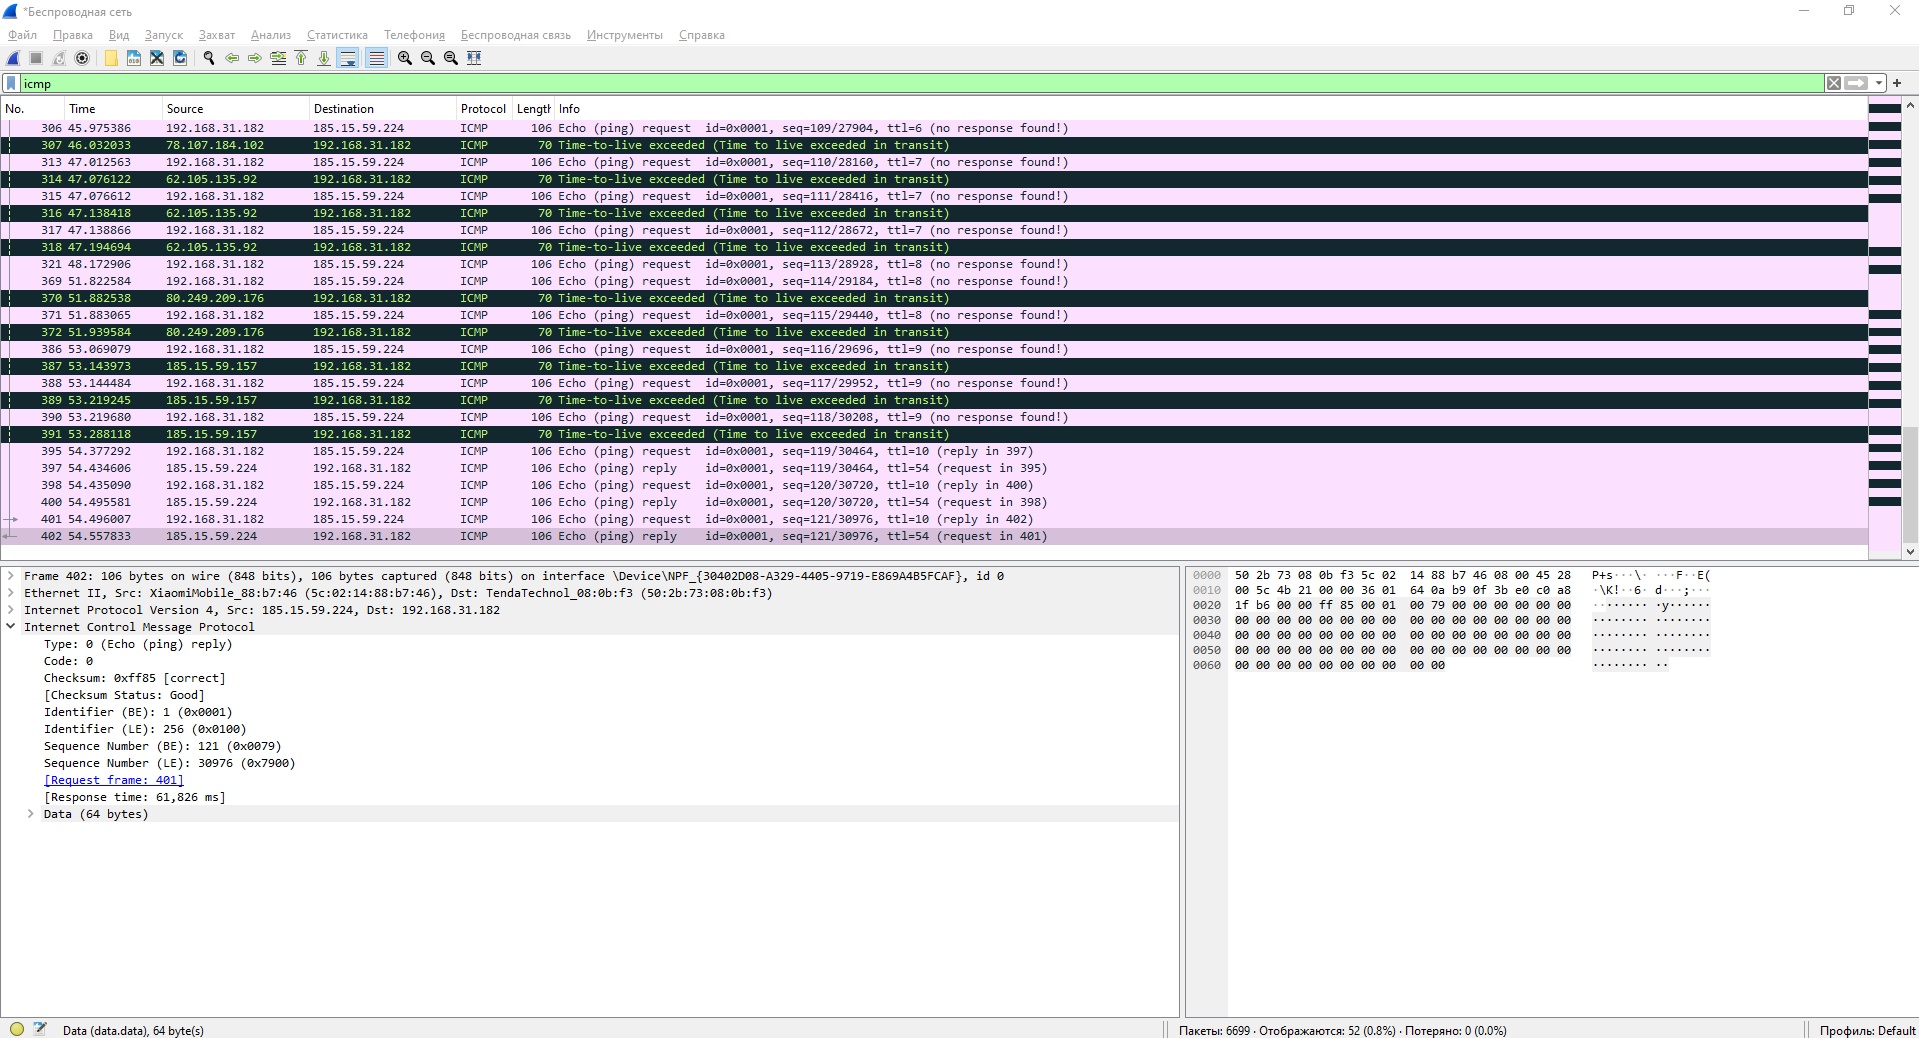 *Беспроводная сеть
Файл Правка Вид Запуск Захват Анализ Статистика Телефония Беспроводная связь Инструменты Справка
icmp
No. Time Source Destination Protocol Length Info
306 45.975386 192.168.31.182 185.15.59.224 ICMP 106 Echo (ping) request id=0x0001, seq=109/27904, ttl=6 (no response found!)
307 46.032033 78.107.184.102 192.168.31.182 ICMP 70 Time-to-live exceeded (Time to live exceeded in transit)
313 47.012563 192.168.31.182 185.15.59.224 ICMP 106 Echo (ping) request id=0x0001, seq=110/28160, ttl=7 (no response found!)
314 47.076122 62.105.135.92 192.168.31.182 ICMP 70 Time-to-live exceeded (Time to live exceeded in transit)
315 47.076612 192.168.31.182 185.15.59.224 ICMP 106 Echo (ping) request id=0x0001, seq=111/28416, ttl=7 (no response found!)
316 47.138418 62.105.135.92 192.168.31.182 ICMP 70 Time-to-live exceeded (Time to live exceeded in transit)
317 47.138866 192.168.31.182 185.15.59.224 ICMP 106 Echo (ping) request id=0x0001, seq=112/28672, ttl=7 (no response found!)
318 47.194694 62.105.135.92 192.168.31.182 ICMP 70 Time-to-live exceeded (Time to live exceeded in transit)
321 48.172906 192.168.31.182 185.15.59.224 ICMP 106 Echo (ping) request id=0x0001, seq=113/28928, ttl=8 (no response found!)
369 51.822584 192.168.31.182 185.15.59.224 ICMP 106 Echo (ping) request id=0x0001, seq=114/29184, ttl=8 (no response found!)
370 51.882538 80.249.209.176 192.168.31.182 ICMP 70 Time-to-live exceeded (Time to live exceeded in transit)
371 51.883065 192.168.31.182 185.15.59.224 ICMP 106 Echo (ping) request id=0x0001, seq=115/29440, ttl=8 (no response found!)
372 51.939584 80.249.209.176 192.168.31.182 ICMP 70 Time-to-live exceeded (Time to live exceeded in transit)
386 53.069079 192.168.31.182 185.15.59.224 ICMP 106 Echo (ping) request id=0x0001, seq=116/29696, ttl=9 (no response found!)
387 53.143973 185.15.59.157 192.168.31.182 ICMP 70 Time-to-live exceeded (Time to live exceeded in transit)
388 53.144484 192.168.31.182 185.15.59.224 ICMP 106 Echo (ping) request id=0x0001, seq=117/29952, ttl=9 (no response found!)
389 53.219245 185.15.59.157 192.168.31.182 ICMP 70 Time-to-live exceeded (Time to live exceeded in transit)
390 53.219680 192.168.31.182 185.15.59.224 ICMP 106 Echo (ping) request id=0x0001, seq=118/30208, ttl=9 (no response found!)
391 53.288118 185.15.59.157 192.168.31.182 ICMP 70 Time-to-live exceeded (Time to live exceeded in transit)
395 54.377292 192.168.31.182 185.15.59.224 ICMP 106 Echo (ping) request id=0x0001, seq=119/30464, ttl=10 (reply in 397)
397 54.434606 185.15.59.224 192.168.31.182 ICMP 106 Echo (ping) reply id=0x0001, seq=119/30464, ttl=54 (request in 395)
398 54.435090 192.168.31.182 185.15.59.224 ICMP 106 Echo (ping) request id=0x0001, seq=120/30720, ttl=10 (reply in 400)
400 54.495581 185.15.59.224 192.168.31.182 ICMP 106 Echo (ping) reply id=0x0001, seq=120/30720, ttl=54 (request in 398)
401 54.496007 192.168.31.182 185.15.59.224 ICMP 106 Echo (ping) request id=0x0001, seq=121/30976, ttl=10 (reply in 402)
402 54.557833 185.15.59.224 192.168.31.182 ICMP 106 Echo (ping) reply id=0x0001, seq=121/30976, ttl=54 (request in 401)
Frame 402: 106 bytes on wire (848 bits), 106 bytes captured (848 bits) on interface \Device\NPF_{30402D08-A329-4405-9719-E869A4B5FCAF}, id 0
Ethernet II, Src: XiaomiMobile_88:b7:46 (5c:02:14:88:b7:46), Dst: TendaTechnol_08:0b:f3 (50:2b:73:08:0b:f3)
Internet Protocol Version 4, Src: 185.15.59.224, Dst: 192.168.31.182
Internet Control Message Protocol
Type: 0 (Echo (ping) reply)
Code: 0
Checksum: 0xff85 [correct]
[Checksum Status: Good]
Identifier (BE): 1 (0x0001)
Identifier (LE): 256 (0x0100)
Sequence Number (BE): 121 (0x0079)
Sequence Number (LE): 30976 (0x7900)
[Request frame: 401]
[Response time: 61,826 ms]
Data (64 bytes)
0000 50 2b 73 08 0b f3 5c 02 14 88 b7 46 08 00 45 28 P+s···\· ···F··E(
0010 00 5c 4b 21 00 00 36 01 64 0a b9 0f 3b e0 c0 a8 ·\K!··6· d···;···
0020 1f b6 00 00 ff 85 00 01 00 79 00 00 00 00 00 00 ········ ·y······
0030 00 00 00 00 00 00 00 00 00 00 00 00 00 00 00 00 ········ ········
0040 00 00 00 00 00 00 00 00 00 00 00 00 00 00 00 00 ········ ········
0050 00 00 00 00 00 00 00 00 00 00 00 00 00 00 00 00 ········ ········
0060 00 00 00 00 00 00 00 00 00 00 ········ ··
Data (data.data), 64 byte(s) Пакеты: 6699 · Отображаются: 52 (0.8%) · Потеряно: 0 (0.0%) Профиль: Default